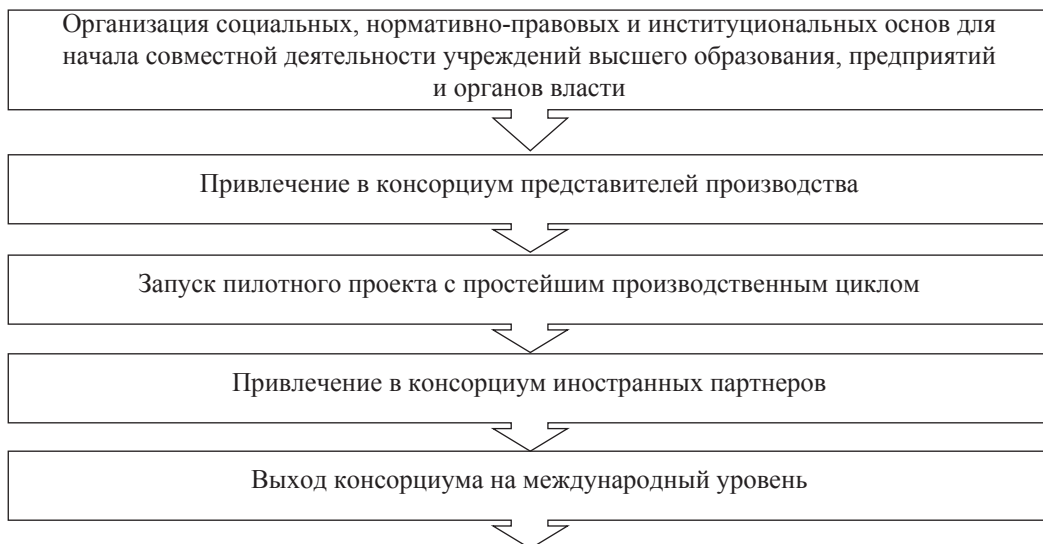 Организация социальных, нормативно-правовых и институциональных основ для
начала совместной деятельности учреждений высшего образования, предприятий
и органов власти
Привлечение в консорциум представителей производства
Запуск пилотного проекта с простейшим производственным циклом
Привлечение в консорциум иностранных партнеров
Выход консорциума на международный уровень